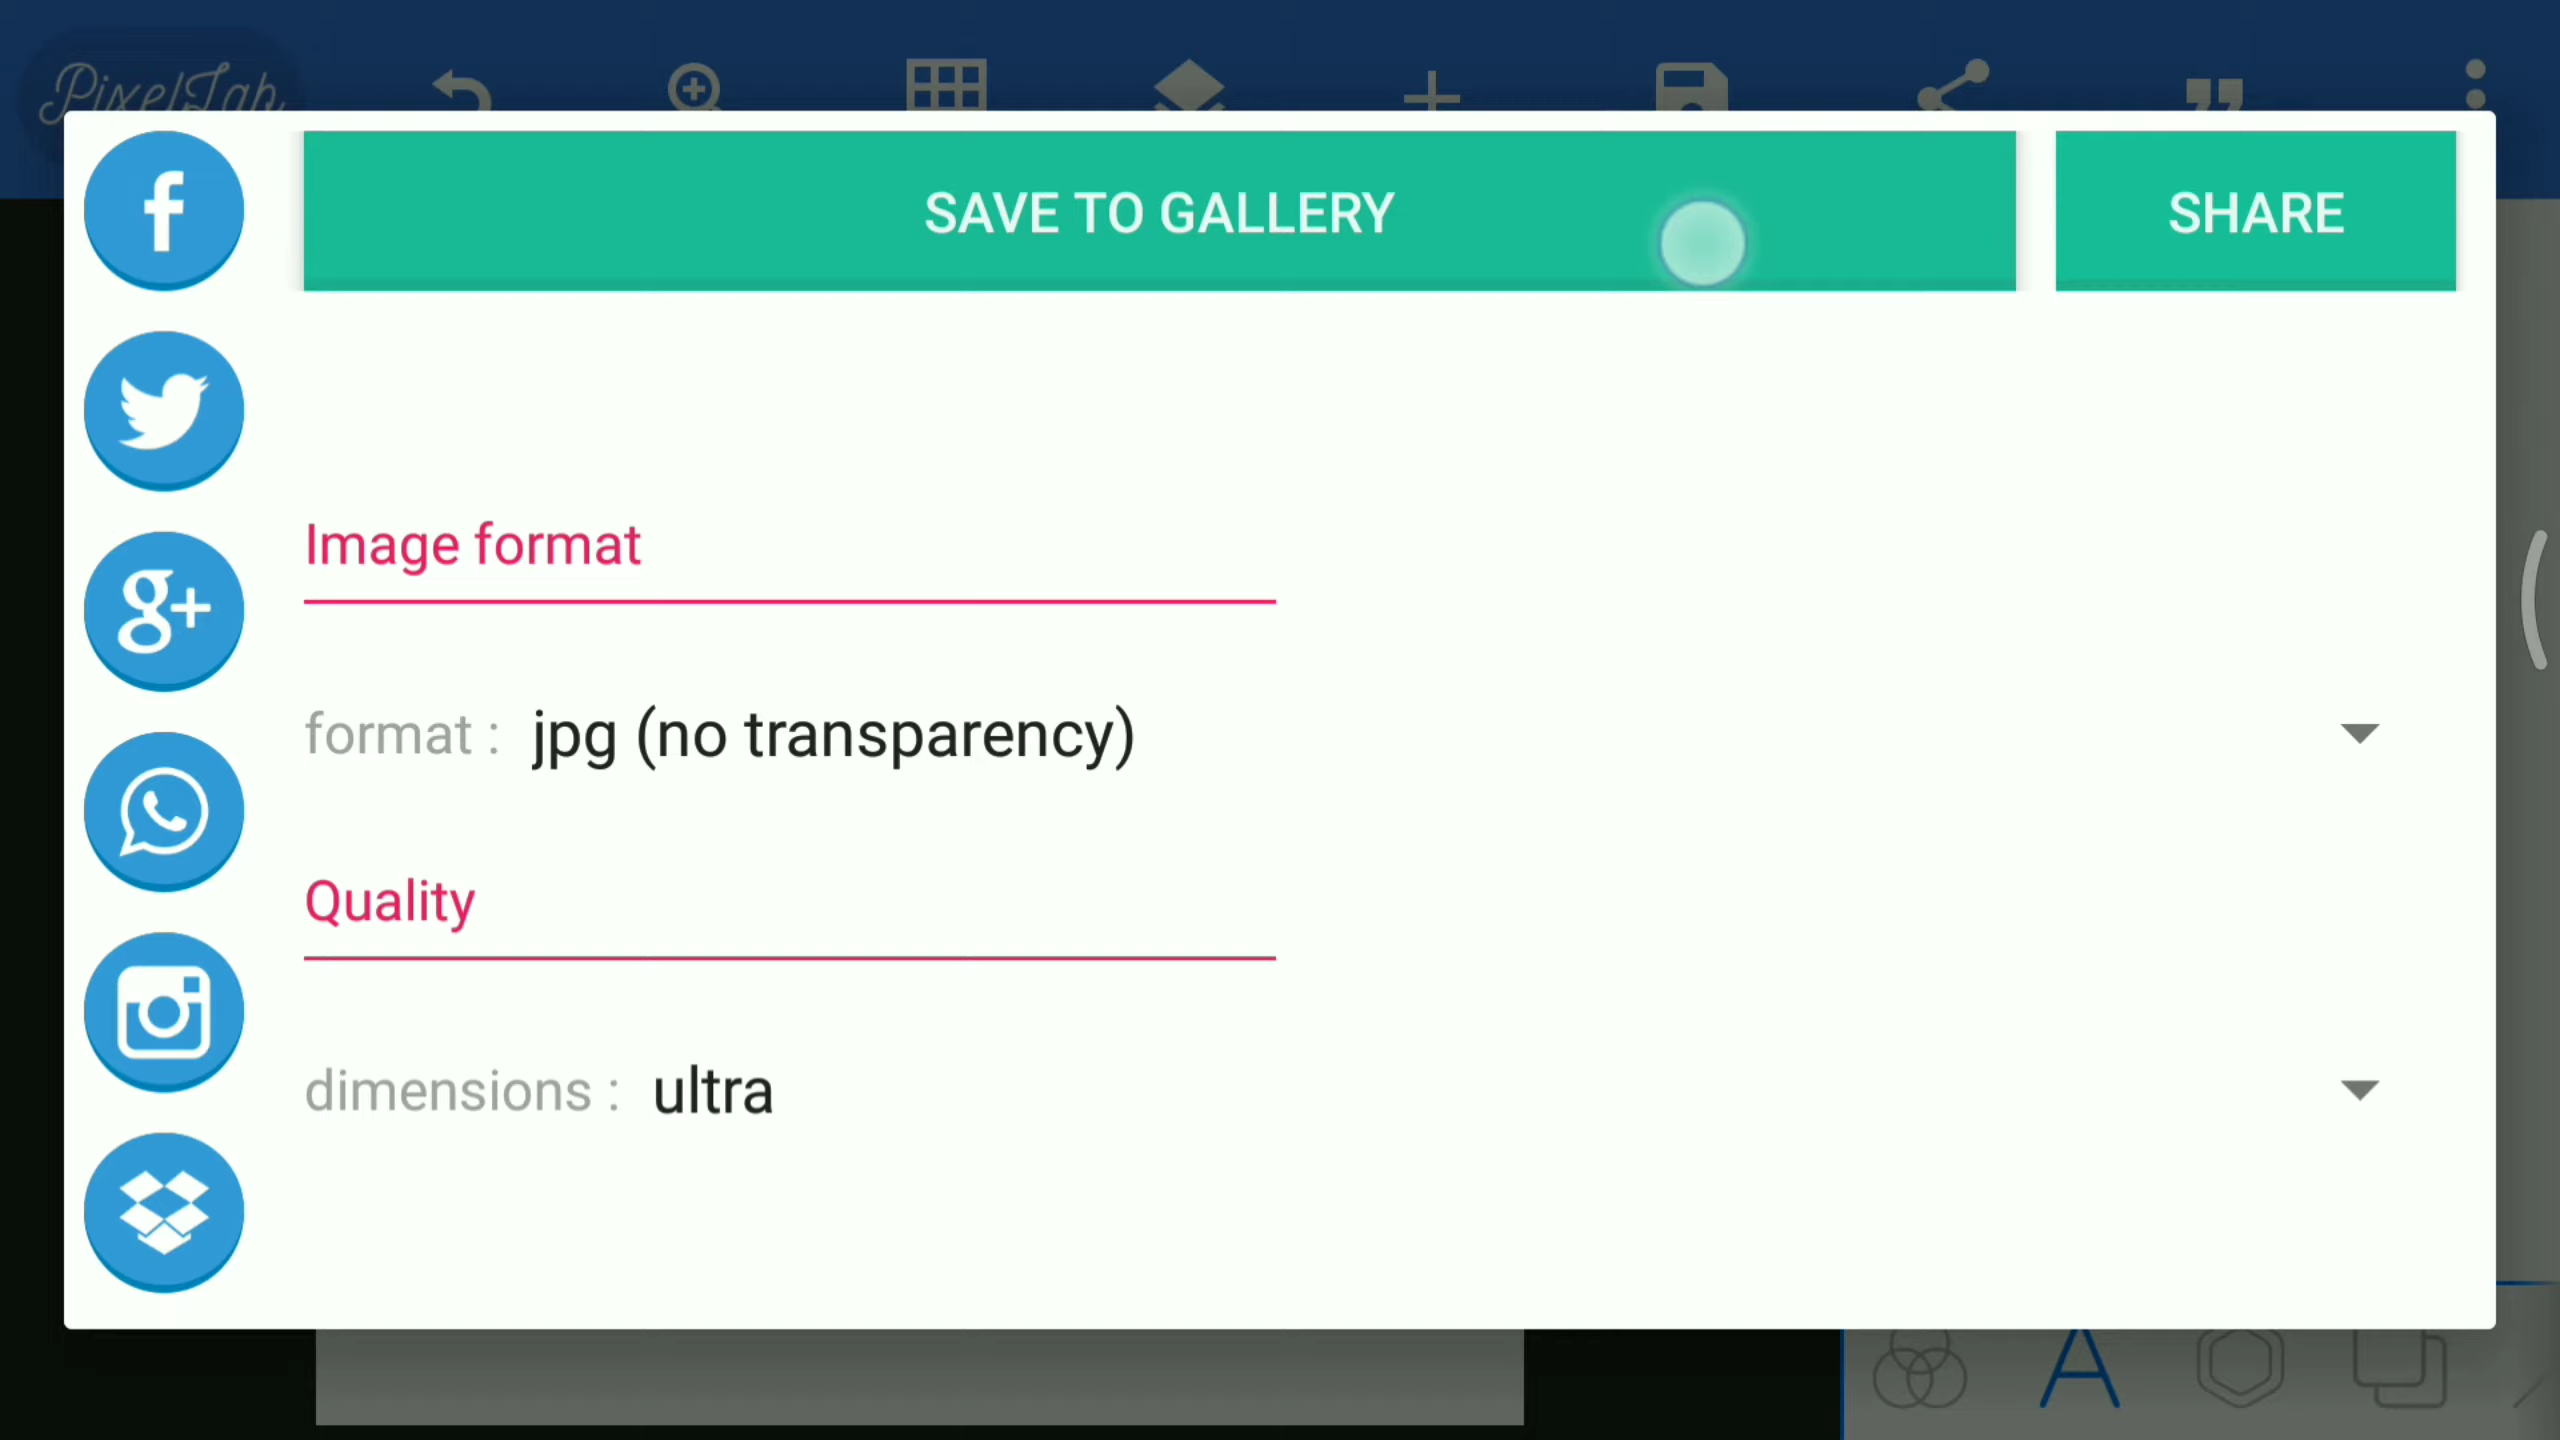 PixelLab
SAVE TO GALLERY
SHARE
Image format
format : jpg (no transparency)
Quality
dimensions : ultra